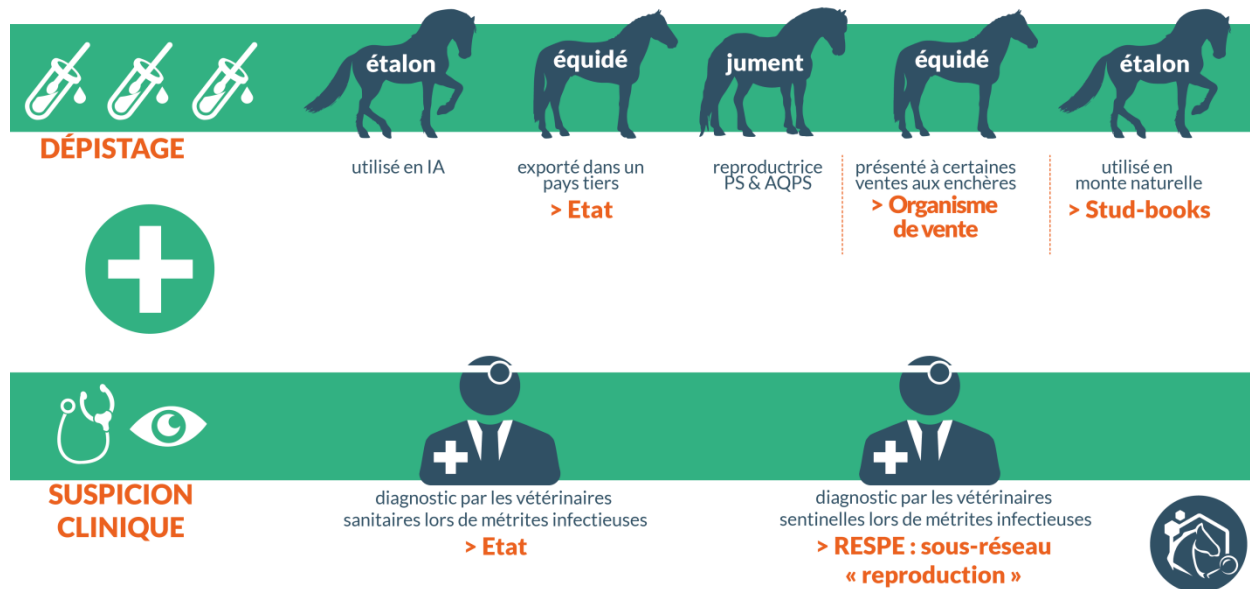 étalon
équidé
jument
équidé
étalon
DÉPISTAGE
utilisé en IA
exporté dans un
pays tiers
> Etat
reproductrice
PS & AQPS
présenté à certaines
ventes aux enchères
> Organisme
de vente
utilisé en
monte naturelle
> Stud-books
SUSPICION
CLINIQUE
diagnostic par les vétérinaires
sanitaires lors de métrites infectieuses
> Etat
diagnostic par les vétérinaires
sentinelles lors de métrites infectieuses
> RESPE : sous-réseau
« reproduction »